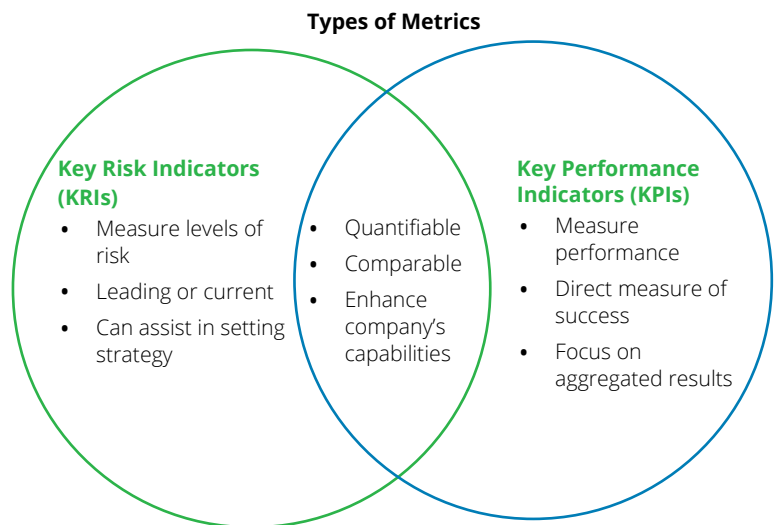 Types of Metrics
Key Risk Indicators
(KRIs)
• Measure levels of
risk
• Leading or current
• Can assist in setting
strategy
• Quantifiable
• Comparable
• Enhance
company’s
capabilities
Key Performance
Indicators (KPIs)
• Measure
performance
• Direct measure of
success
• Focus on
aggregated results